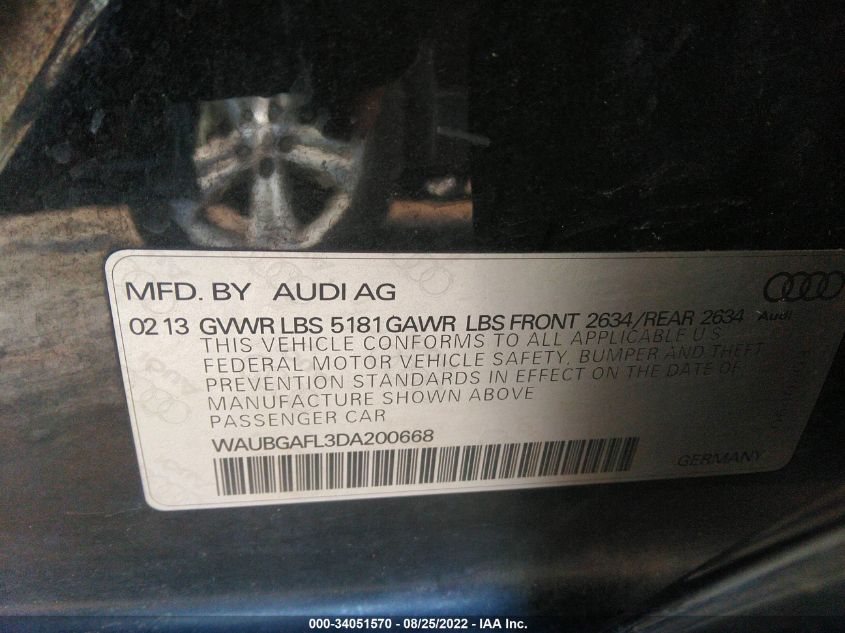 MFD. BY AUDI AG
02 13 GVWR LBS 5181 GAWR LBS FRONT 2634/REAR 2634
Audi
THIS VEHICLE CONFORMS TO ALL APPLICABLE U S
FEDERAL MOTOR VEHICLE SAFETY, BUMPER AND THEFT
PREVENTION STANDARDS IN EFFECT ON THE DATE OF
MANUFACTURE SHOWN ABOVE
PASSENGER CAR
WAUBGAFL3DA200668
GERMANY
000-34051570 - 08/25/2022 - IAA Inc.